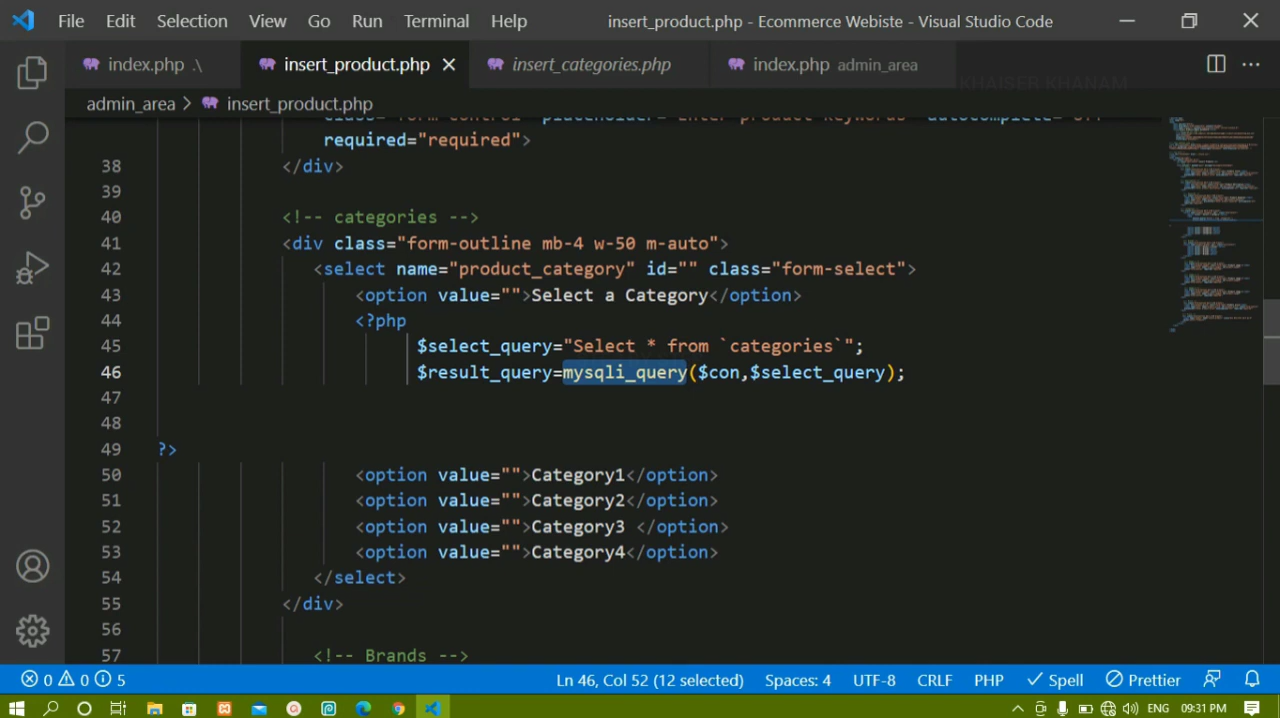 File Edit Selection View Go Run Terminal Help insert_product.php - Ecommerce Webiste - Visual Studio Code
index.php .\ insert_product.php insert_categories.php index.php admin_area
KHAISER KHANAM
admin_area > insert_product.php
required="required">
38 </div>
39
40 <!-- categories -->
41 <div class="form-outline mb-4 w-50 m-auto">
42 <select name="product_category" id="" class="form-select">
43 <option value="">Select a Category</option>
44 <?php
45 $select_query="Select * from `categories`";
46 $result_query=mysqli_query($con,$select_query);
47
48
49 ?>
50 <option value="">Category1</option>
51 <option value="">Category2</option>
52 <option value="">Category3 </option>
53 <option value="">Category4</option>
54 </select>
55 </div>
56
57 <!-- Brands -->
0 0 5 Ln 46, Col 52 (12 selected) Spaces: 4 UTF-8 CRLF PHP Spell Prettier
ENG 09:31 PM